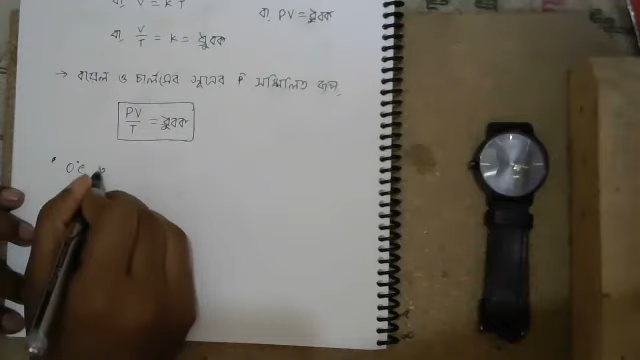 বা, V = K T
বা, PV = ধ্রুবক
বা, V/T = K = ধ্রুবক
→ বয়েল ও চার্লসের সূত্রের সম্মিলিত রূপ,
PV/T = ধ্রুবক
0°C